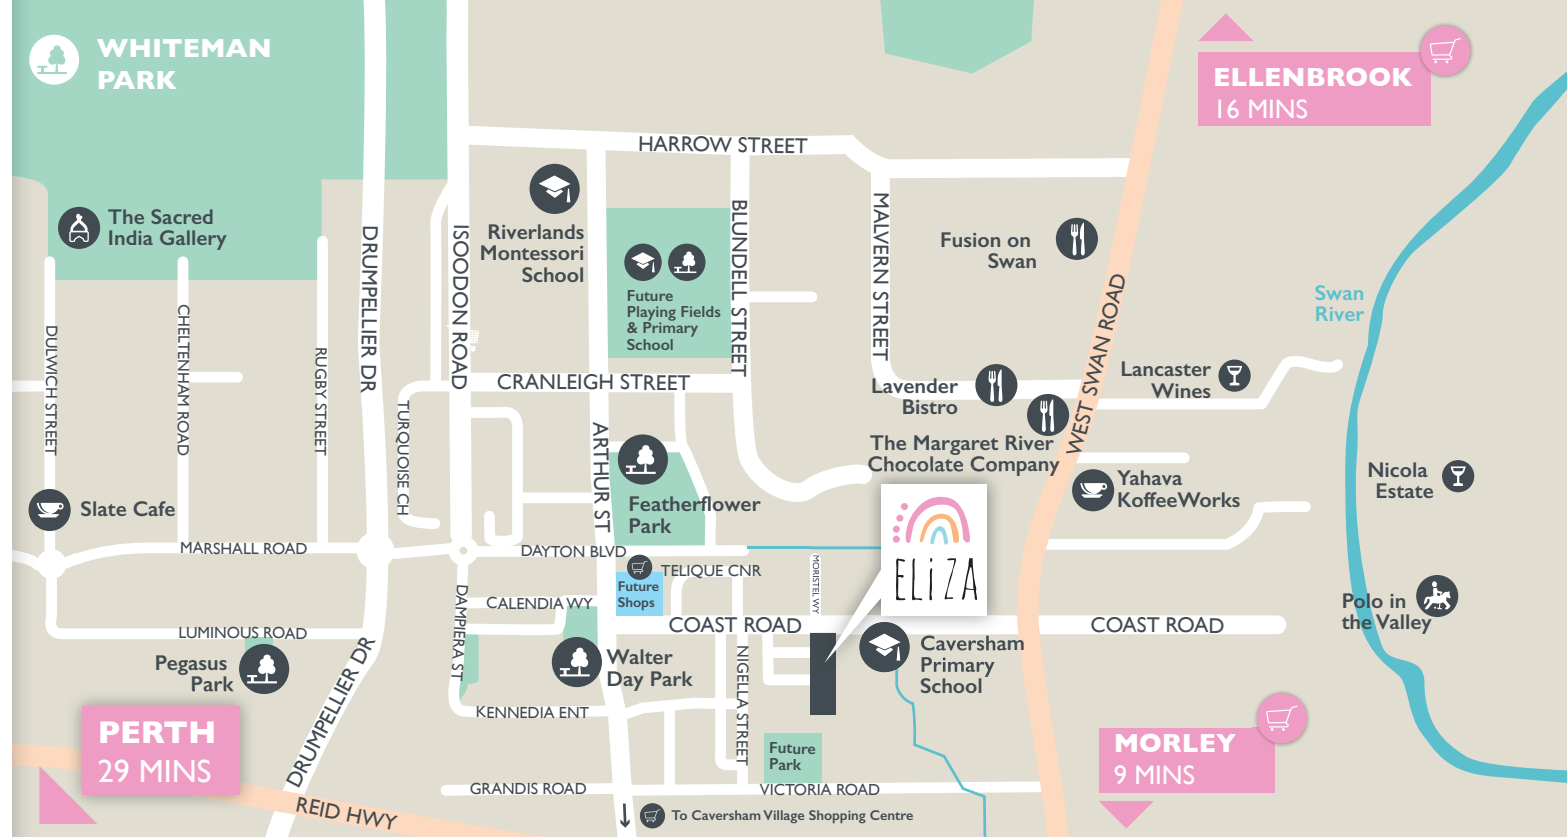 WHITEMAN
PARK
ELLENBROOK
16 MINS
HARROW STREET
The Sacred
India Gallery
Riverlands
Montessori
School
DRUMPELLIER DR
ISOODON ROAD
BLUNDELL STREET
MALVERN STREET
Fusion on
Swan
Future
Playing Fields
& Primary
School
Swan
River
WEST SWAN ROAD
DULWICH STREET
CHELTENHAM ROAD
RUGBY STREET
TURQUOISE CH
CRANLEIGH STREET
Lavender
Bistro
Lancaster
Wines
The Margaret River
Chocolate Company
ARTHUR ST
Yahava
KoffeeWorks
Nicola
Estate
Slate Cafe
Featherflower
Park
MARSHALL ROAD
DAYTON BLVD
TELIQUE CNR
MORISTEL WY
ELiZA
Future
Shops
CALENDIA WY
DAMPIERA ST
Polo in
the Valley
LUMINOUS ROAD
COAST ROAD
COAST ROAD
Pegasus
Park
Walter
Day Park
NIGELLA STREET
Caversham
Primary
School
DRUMPELLIER DR
KENNEDIA ENT
PERTH
29 MINS
Future
Park
MORLEY
9 MINS
GRANDIS ROAD
VICTORIA ROAD
REID HWY
To Caversham Village Shopping Centre